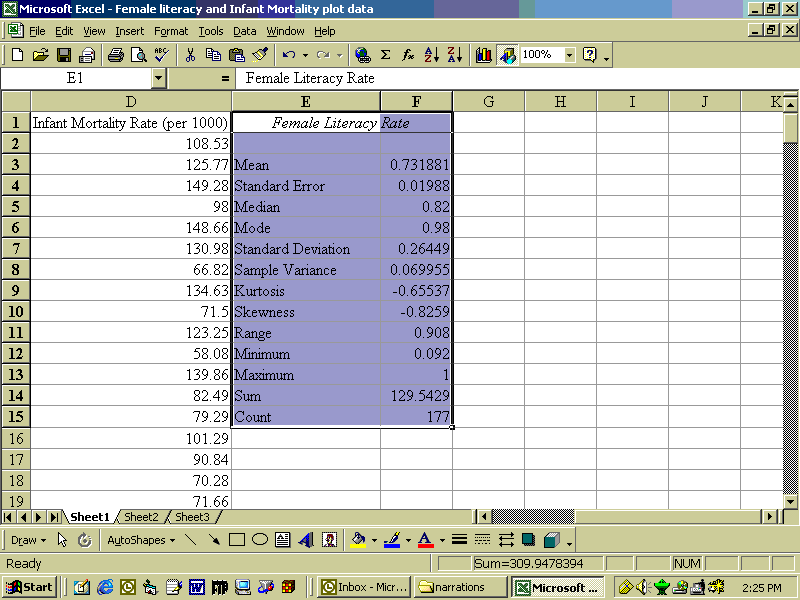 Microsoft Excel - Female literacy and Infant Mortality plot data
File Edit View Insert Format Tools Data Window Help
100%
E1 = Female Literacy Rate
D E F G H I J K
1 Infant Mortality Rate (per 1000) Female Literacy Rate
2 108.53
3 125.77 Mean 0.731881
4 149.28 Standard Error 0.01988
5 98 Median 0.82
6 148.66 Mode 0.98
7 130.98 Standard Deviation 0.26449
8 66.82 Sample Variance 0.069955
9 134.63 Kurtosis -0.65537
10 71.5 Skewness -0.8259
11 123.25 Range 0.908
12 58.08 Minimum 0.092
13 139.86 Maximum 1
14 82.49 Sum 129.5429
15 79.29 Count 177
16 101.29
17 90.84
18 70.28
19 71.66
Sheet1 Sheet2 Sheet3
Draw AutoShapes
Ready Sum=309.9478394 NUM
Start Inbox - Micr... narrations Microsoft ... 2:25 PM